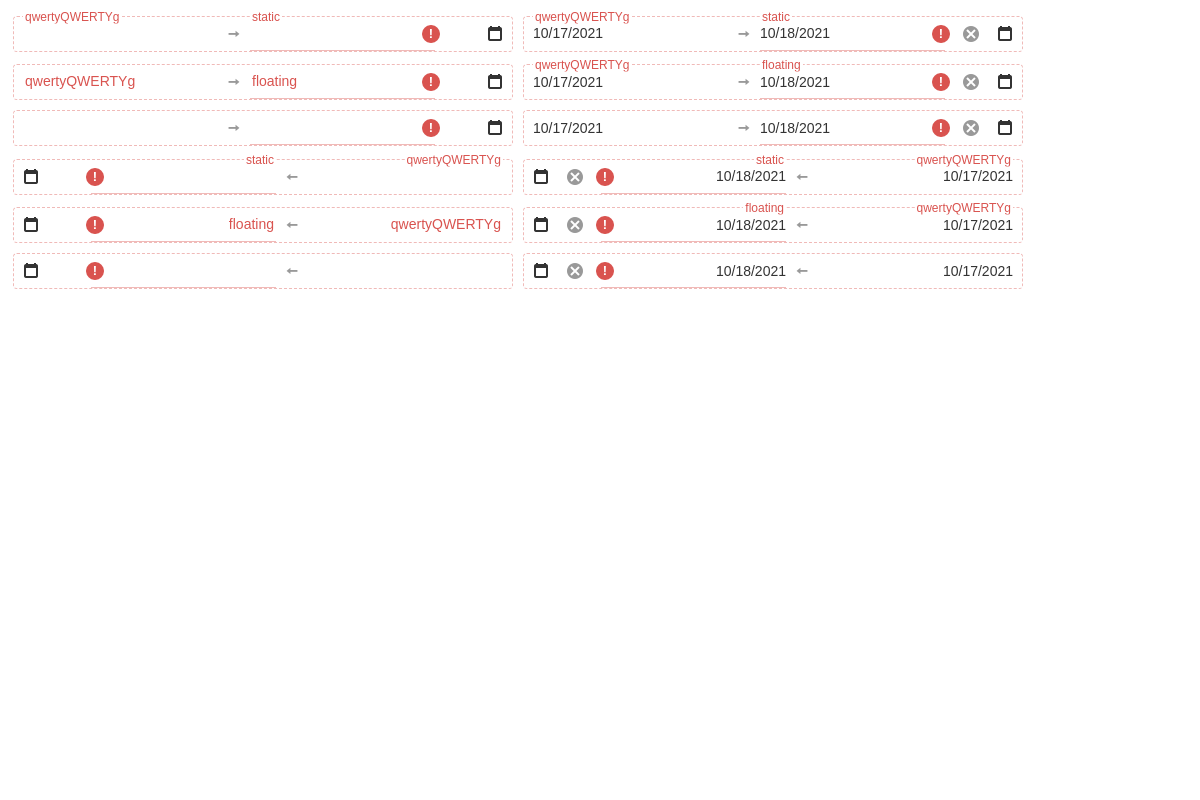 qwertyQWERTYg static qwertyQWERTYg static
10/17/2021 10/18/2021
qwertyQWERTYg floating
qwertyQWERTYg floating 10/17/2021 10/18/2021
10/17/2021 10/18/2021
static qwertyQWERTYg static qwertyQWERTYg
10/18/2021 10/17/2021
floating qwertyQWERTYg
floating qwertyQWERTYg 10/18/2021 10/17/2021
10/18/2021 10/17/2021